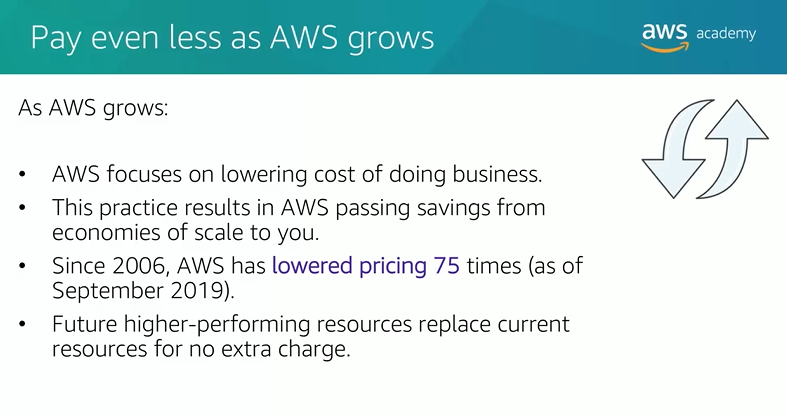 Pay even less as AWS grows
aws academy
As AWS grows:
• AWS focuses on lowering cost of doing business.
• This practice results in AWS passing savings from
economies of scale to you.
• Since 2006, AWS has lowered pricing 75 times (as of
September 2019).
• Future higher-performing resources replace current
resources for no extra charge.